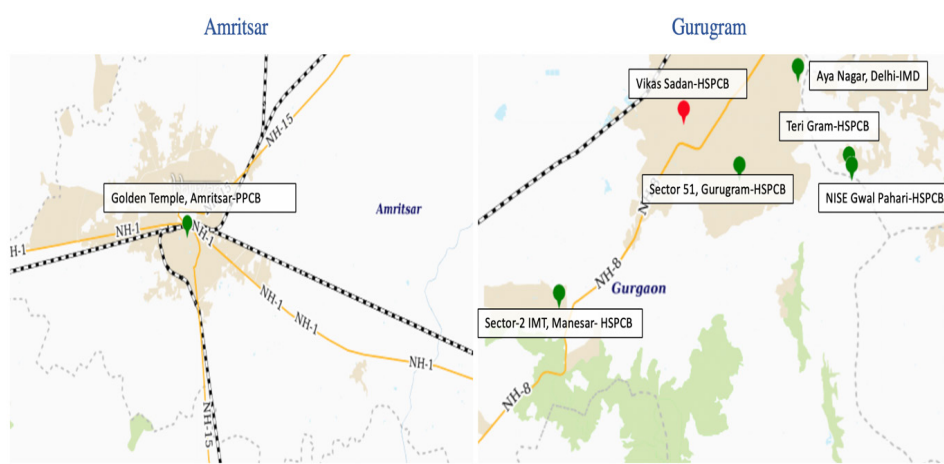 Amritsar
Gurugram
NH-15
Golden Temple, Amritsar-PPCB
Amritsar
H-1
NH-1
NH-1
NH-1
NH-1
NH-1
NH-15
Vikas Sadan-HSPCB
Aya Nagar, Delhi-IMD
Teri Gram-HSPCB
Sector 51, Gurugram-HSPCB
NISE Gwal Pahari-HSPCB
NH-8
Gurgaon
Sector-2 IMT, Manesar- HSPCB
NH-8